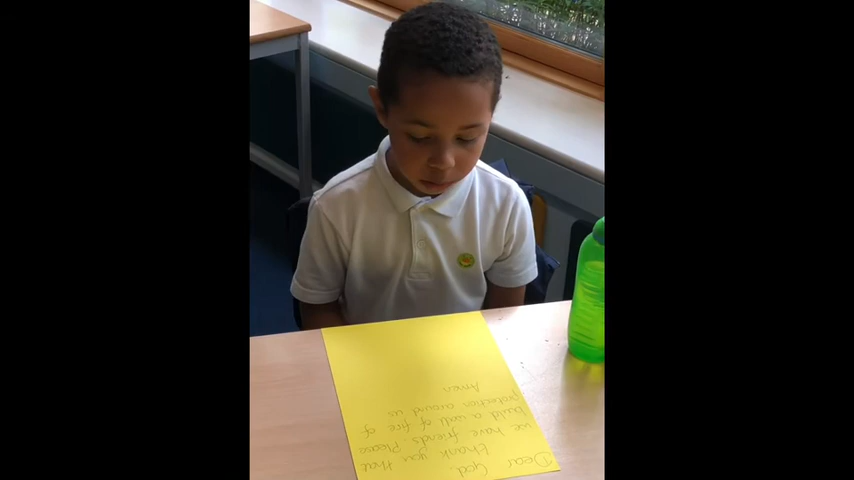 Dear God.
thank you that
we have friends. Please
build a wall of fire of
protection around us
Amen